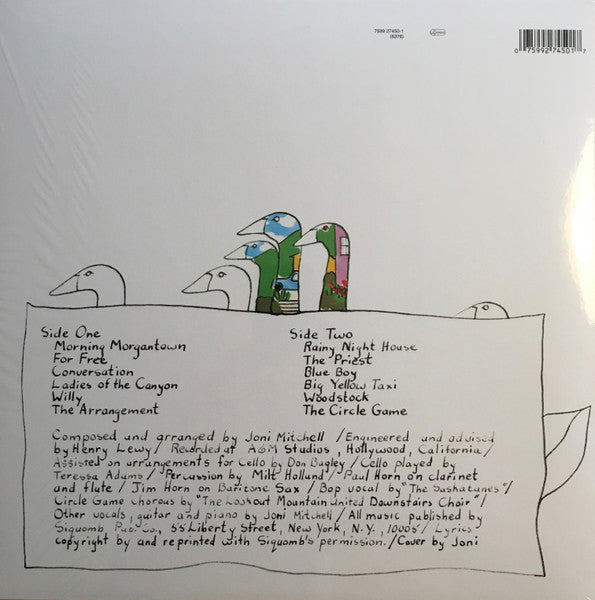 7599 27450-1
(6376)
0 75992 74501 7
Side One
Morning Morgantown
For Free
Conversation
Ladies of the Canyon
Willy
The Arrangement
Side Two
Rainy Night House
The Priest
Blue Boy
Big Yellow Taxi
Woodstock
The Circle Game
Composed and arranged by Joni Mitchell / Engineered and advised
by Henry Lewy / Recorded at A&M Studios, Hollywood, California /
Assisted on arrangements for Cello by Don Bagley / Cello played by
Teressa Adams / Percussion by Milt Holland / Paul Horn on clarinet
and flute / Jim Horn on Baritone Sax / Bop vocal by "The Saskatunes" /
Circle Game chorous by "The Lookout Mountain United Downstairs Choir" /
Other vocals, guitar and piano by Joni Mitchell / All music published by
Siquomb Pub. Co., 55 Liberty Street, New York, N.Y., 10005 / Lyrics
copyright by and reprinted with Siquomb's permission. / Cover by Joni